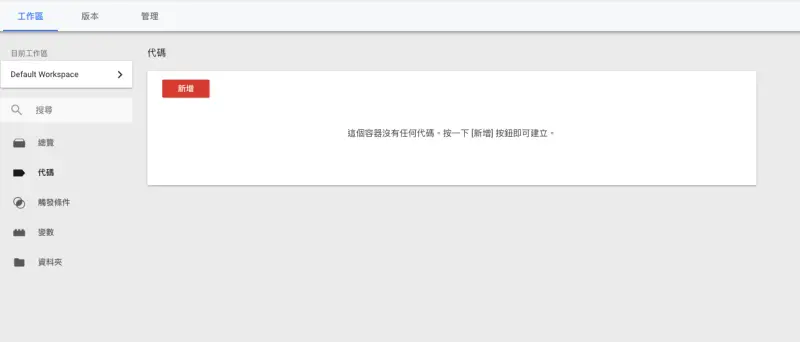 工作區 版本 管理
目前工作區
Default Workspace
搜尋
總覽
代碼
觸發條件
變數
資料夾
代碼
新增
這個容器沒有任何代碼。按一下 [新增] 按鈕即可建立。